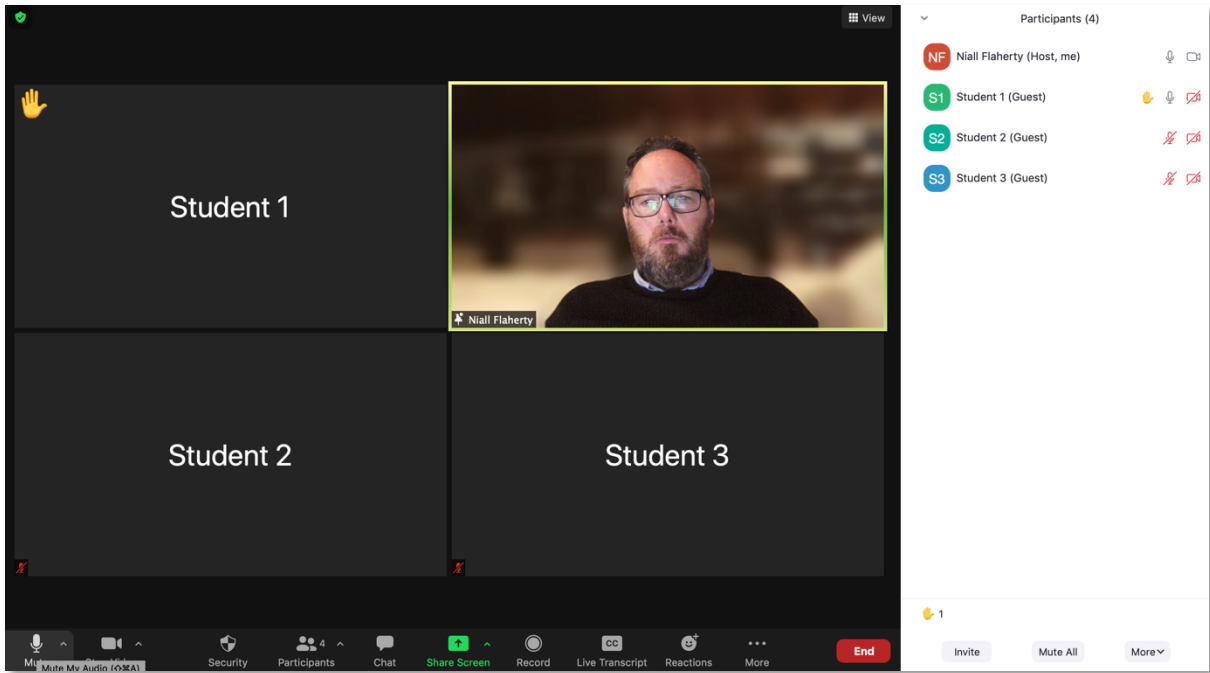 View
Student 1
Niall Flaherty
Student 2
Student 3
Mute My Audio (⇧⌘A)
4
Security
Participants
Chat
Share Screen
Record
CC
Live Transcript
Reactions
More
End
Participants (4)
NF Niall Flaherty (Host, me)
S1 Student 1 (Guest)
S2 Student 2 (Guest)
S3 Student 3 (Guest)
1
Invite
Mute All
More